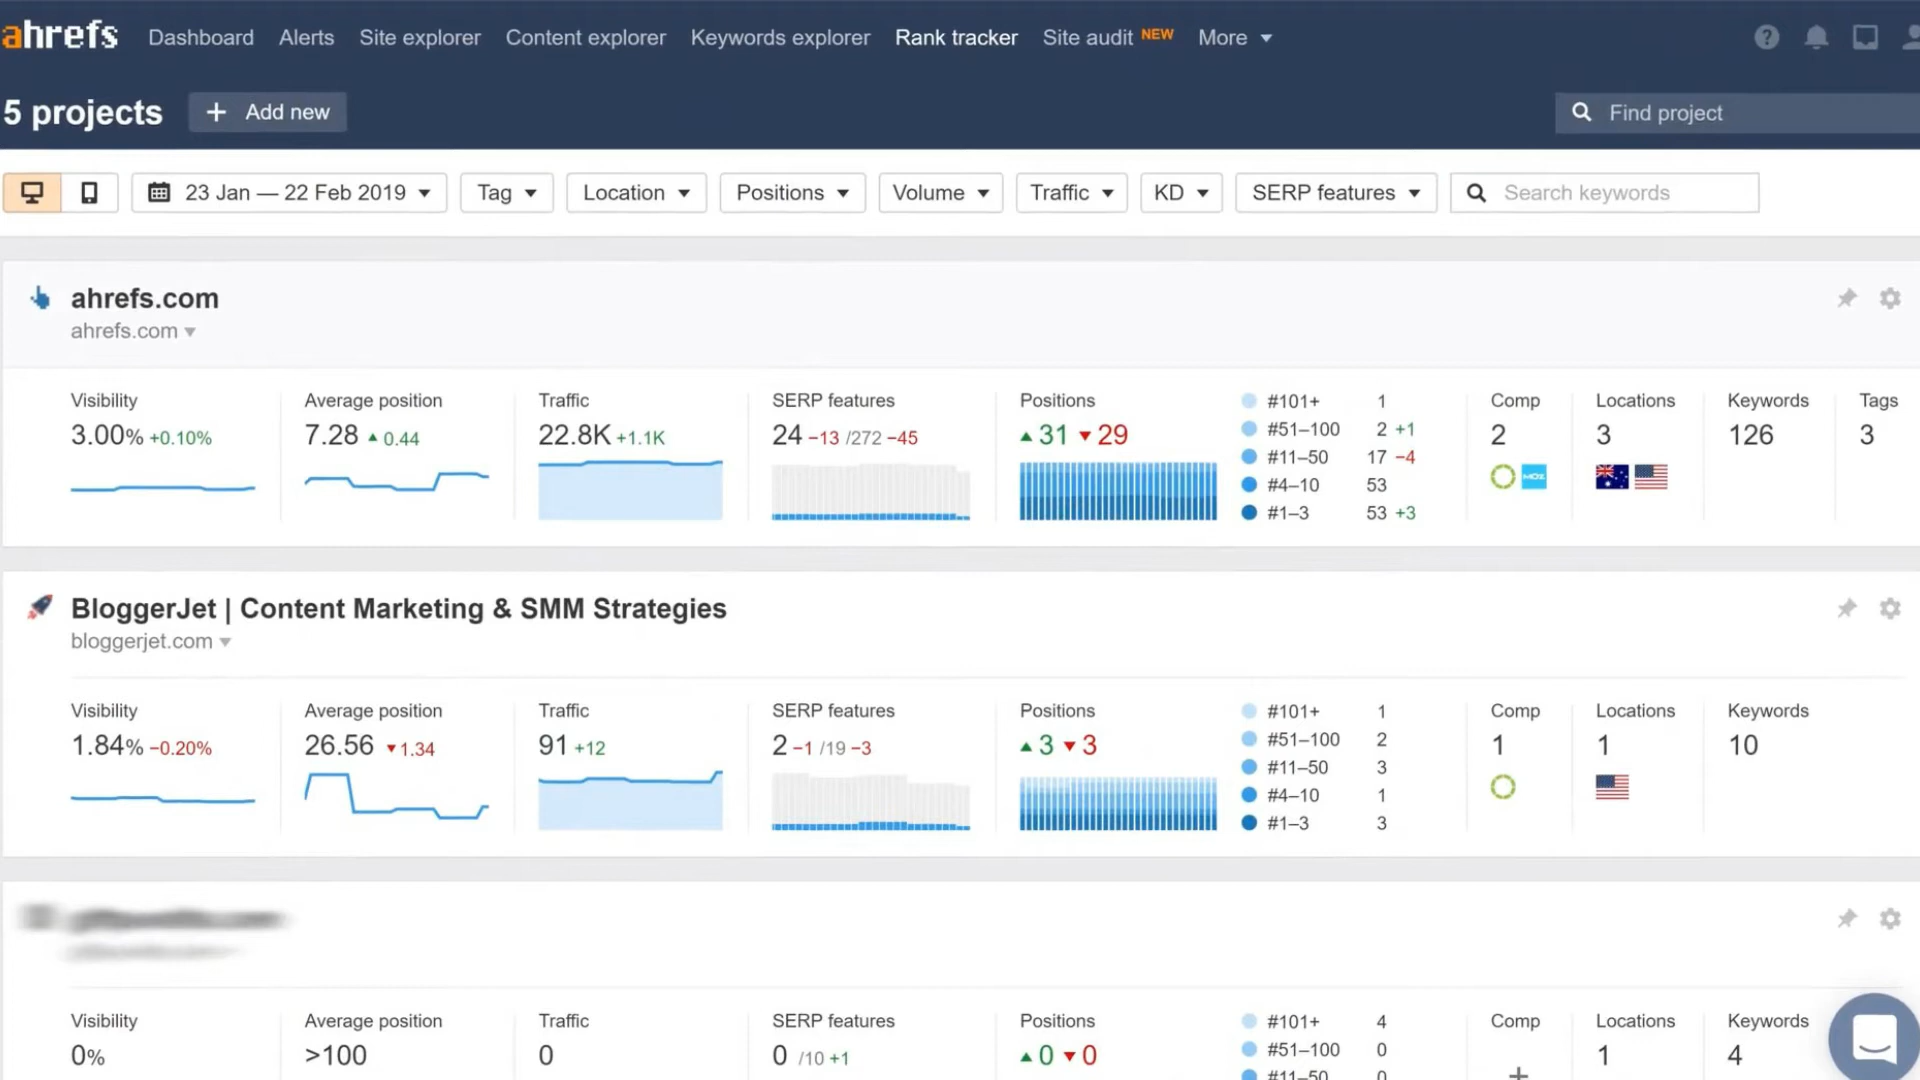 ahrefs Dashboard Alerts Site explorer Content explorer Keywords explorer Rank tracker Site audit NEW More
5 projects + Add new Find project
23 Jan — 22 Feb 2019 Tag Location Positions Volume Traffic KD SERP features Search keywords
ahrefs.com
ahrefs.com
Visibility Average position Traffic SERP features Positions #101+ 1 Comp Locations Keywords Tags
3.00% +0.10% 7.28 0.44 22.8K +1.1K 24 −13 /272 −45 31 29 #51–100 2 +1 2 3 126 3
#11–50 17 −4
MOZ
#4–10 53
#1–3 53 +3
BloggerJet | Content Marketing & SMM Strategies
bloggerjet.com
Visibility Average position Traffic SERP features Positions #101+ 1 Comp Locations Keywords
1.84% −0.20% 26.56 1.34 91 +12 2 −1 /19 −3 3 3 #51–100 2 1 1 10
#11–50 3
#4–10 1
#1–3 3
Visibility Average position Traffic SERP features Positions #101+ 4 Comp Locations Keywords
0% >100 0 0 /10 +1 0 0 #51–100 0 + 1 4
#11–50 0